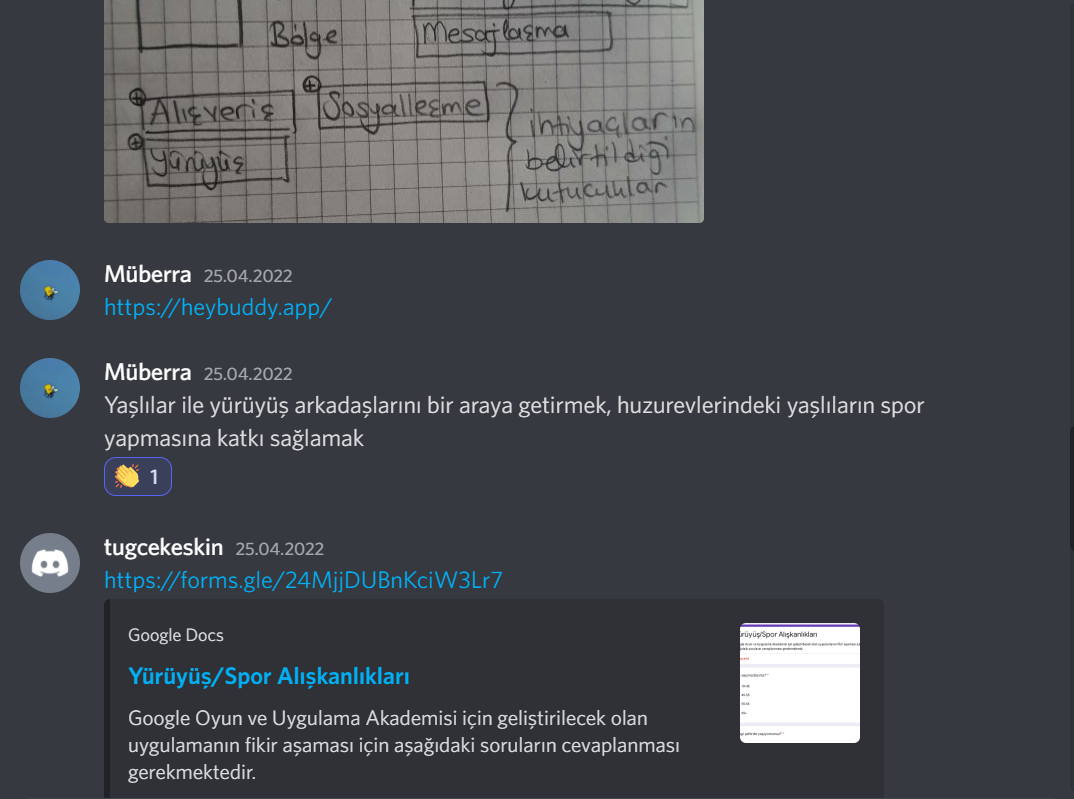 Bölge
Mesajlaşma
Alışveriş
Sosyalleşme
Yürüyüş
ihtiyaçların
belirtildiği
kutucuklar
Müberra 25.04.2022
https://heybuddy.app/
Müberra 25.04.2022
Yaşlılar ile yürüyüş arkadaşlarını bir araya getirmek, huzurevlerindeki yaşlıların spor
yapmasına katkı sağlamak
1
tugcekeskin 25.04.2022
https://forms.gle/24MjjDUBnKciW3Lr7
Google Docs
Yürüyüş/Spor Alışkanlıkları
Google Oyun ve Uygulama Akademisi için geliştirilecek olan
uygulamanın fikir aşaması için aşağıdaki soruların cevaplanması
gerekmektedir.
ürüyüş/Spor Alışkanlıkları